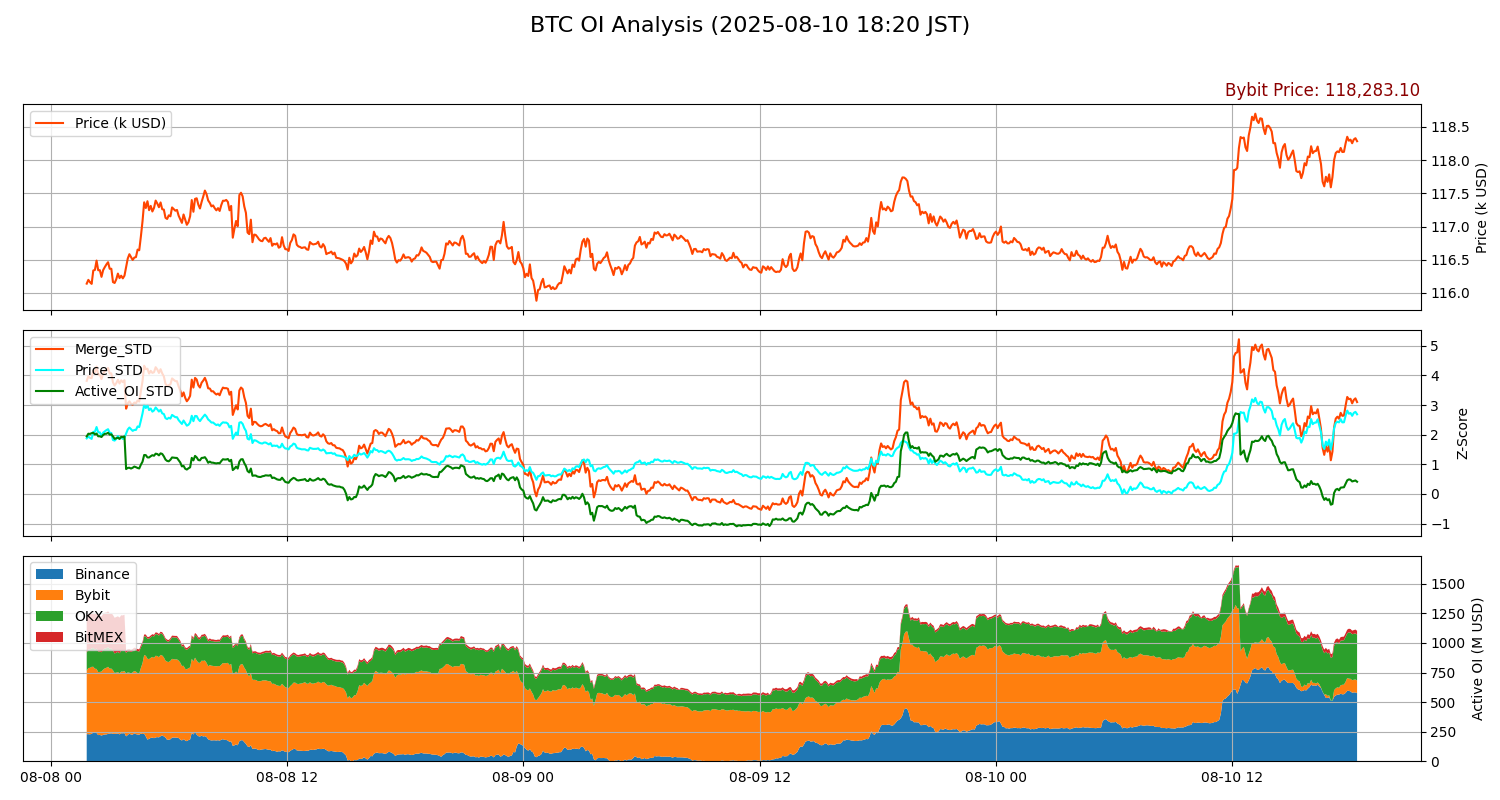 BTC OI Analysis (2025-08-10 18:20 JST)
Bybit Price: 118,283.10
Price (k USD)
118.5
118.0
117.5
117.0
116.5
116.0
Price (k USD)
Merge_STD
Price_STD
Active_OI_STD
5
4
3
2
1
0
−1
Z-Score
Binance
Bybit
OKX
BitMEX
1500
1250
1000
750
500
250
0
Active OI (M USD)
08-08 00
08-08 12
08-09 00
08-09 12
08-10 00
08-10 12